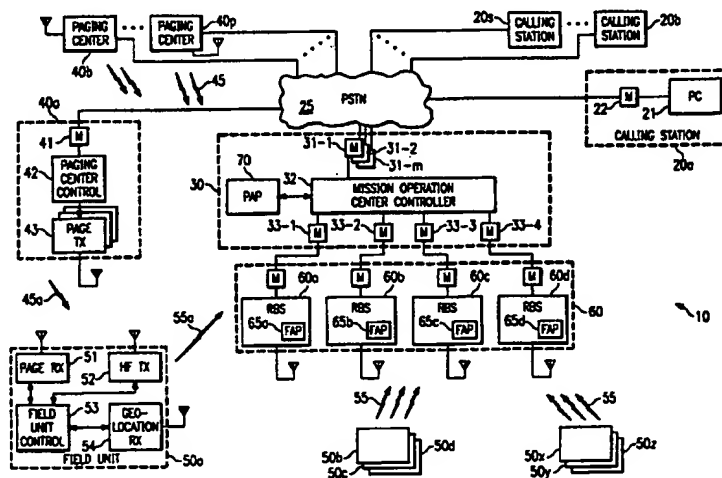 PAGING CENTER
40b
PAGING CENTER
40p
20s
CALLING STATION
CALLING STATION
20b
45
25
PSTN
22
M
PC
21
CALLING STATION
20a
40a
41
M
42
PAGING CENTER CONTROL
43
PAGE TX
45a
30
31-1
M
31-2
31-m
70
PAP
32
MISSION OPERATION CENTER CONTROLLER
33-1
M
33-2
M
33-3
M
33-4
M
M
M
M
M
60a
60b
60c
60d
RBS
RBS
RBS
RBS
60
65a
FAP
65b
FAP
65c
FAP
65d
FAP
10
55a
PAGE RX
51
HF TX
52
FIELD UNIT CONTROL
53
GEO-LOCATION RX
54
FIELD UNIT
50a
55
50b
50c
50d
55
50x
50y
50z